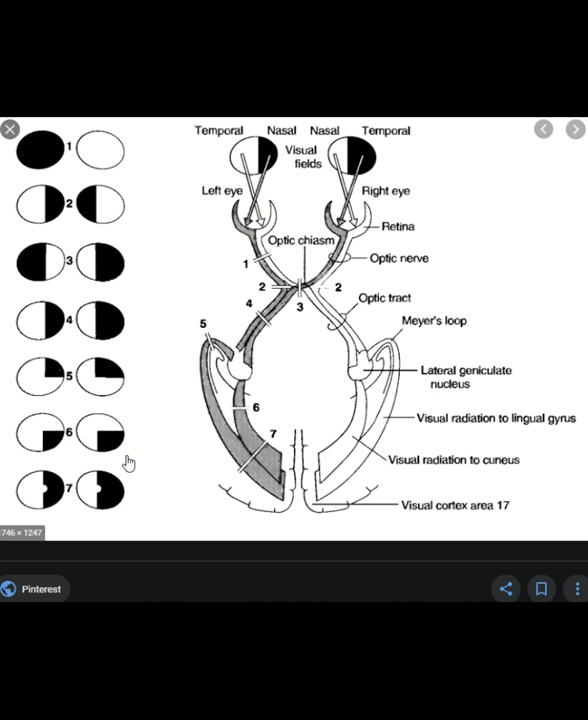 Temporal Nasal Nasal Temporal
Visual
fields
Left eye
Right eye
Retina
Optic chiasm
Optic nerve
Optic tract
Meyer's loop
Lateral geniculate
nucleus
Visual radiation to lingual gyrus
Visual radiation to cuneus
Visual cortex area 17
1
2
3
4
5
6
7
1
2
2
3
4
5
6
7
1746 × 1247
Pinterest